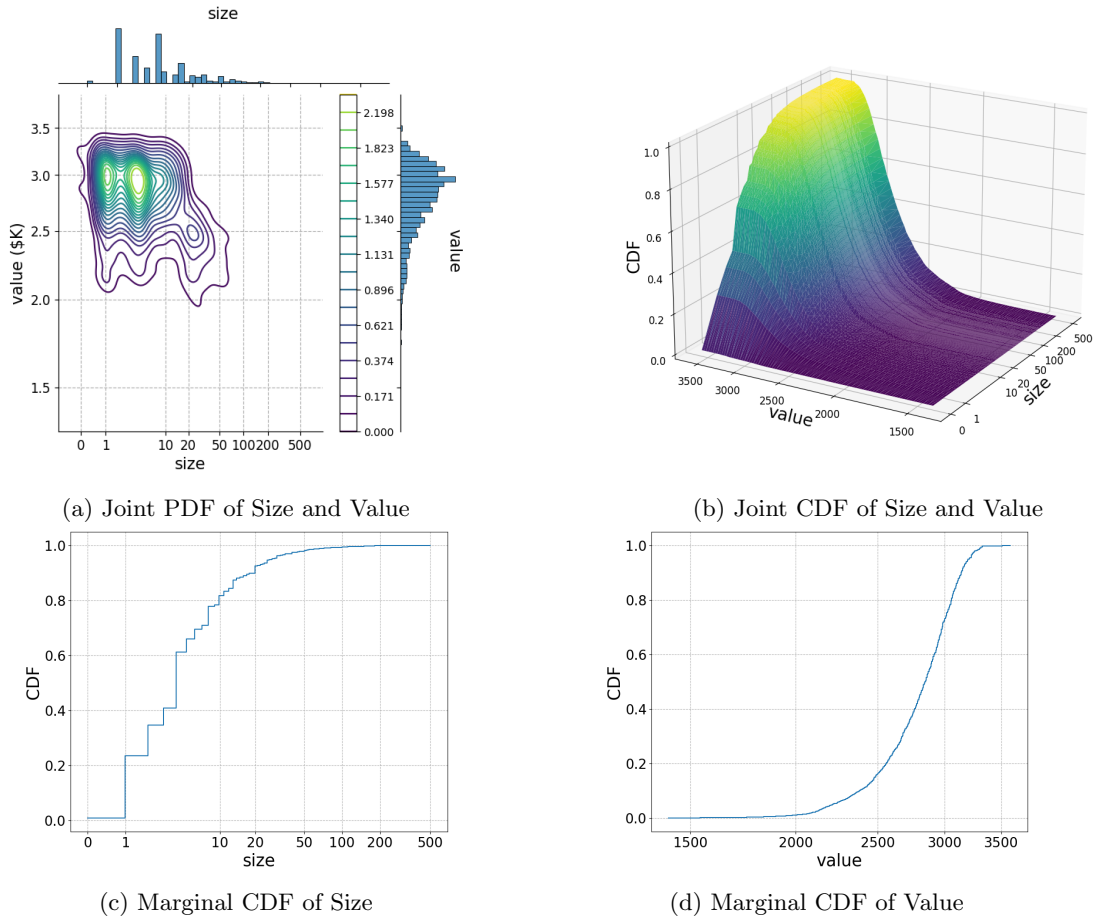 size
value ($K)
3.5
3.0
2.5
2.0
1.5
0 1 10 20 50 100 200 500
size
2.198
1.823
1.577
1.340
1.131
0.896
0.621
0.374
0.171
0.000
value
CDF
1.0
0.8
0.6
0.4
0.2
0.0
3500
3000
2500
2000
1500
value
500
200
100
50
20
10
1
0
size
(a) Joint PDF of Size and Value
(b) Joint CDF of Size and Value
CDF
1.0
0.8
0.6
0.4
0.2
0.0
0 1 10 20 50 100 200 500
size
CDF
1.0
0.8
0.6
0.4
0.2
0.0
1500 2000 2500 3000 3500
value
(c) Marginal CDF of Size
(d) Marginal CDF of Value